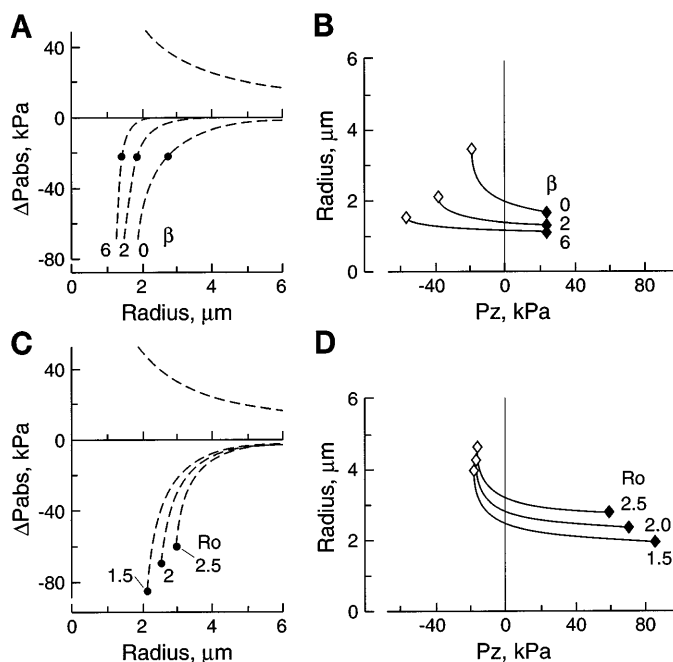 A
40
0
-40
-80
ΔPabs, kPa
6 2 0 β
0 2 4 6
Radius, μm
B
6
4
2
0
Radius, μm
β
0
2
6
-40 0 40 80
Pz, kPa
C
40
0
-40
-80
ΔPabs, kPa
Ro
1.5 2 2.5
0 2 4 6
Radius, μm
D
6
4
2
0
Radius, μm
Ro
2.5
2.0
1.5
-40 0 40 80
Pz, kPa